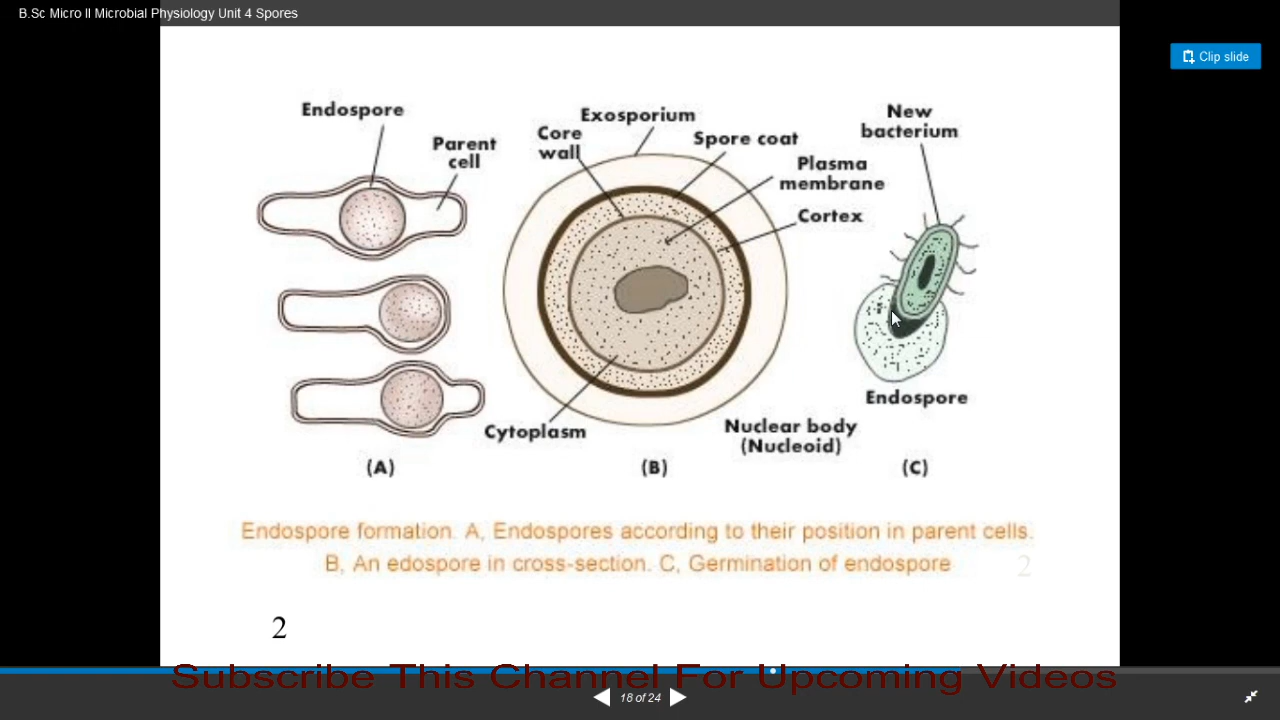 B.Sc Micro II Microbial Physiology Unit 4 Spores
Clip slide
Endospore
Parent
cell
Exosporium
Core
wall
Spore coat
Plasma
membrane
Cortex
Cytoplasm
Nuclear body
(Nucleoid)
New
bacterium
Endospore
(A)
(B)
(C)
Endospore formation. A, Endospores according to their position in parent cells.
B, An edospore in cross-section. C, Germination of endospore
2
2
Subscribe This Channel For Upcoming Videos
18 of 24